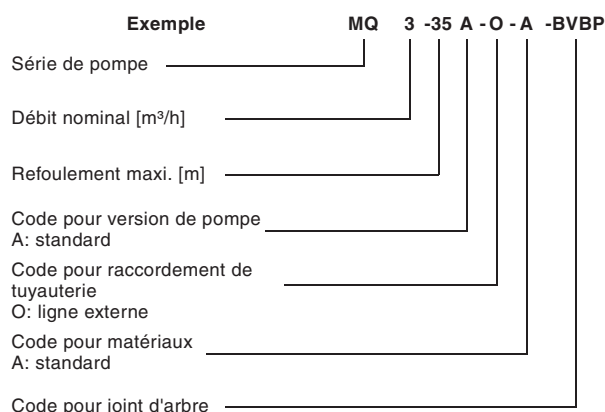 Exemple MQ 3 -35 A - O - A -BVBP
Série de pompe
Débit nominal [m³/h]
Refoulement maxi. [m]
Code pour version de pompe
A: standard
Code pour raccordement de
tuyauterie
O: ligne externe
Code pour matériaux
A: standard
Code pour joint d'arbre